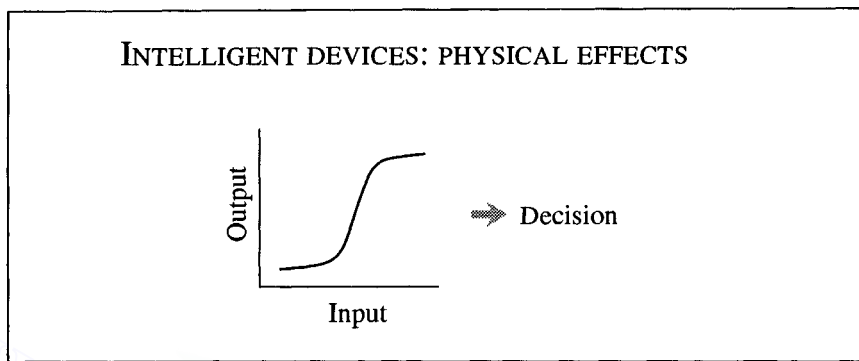 INTELLIGENT DEVICES: PHYSICAL EFFECTS
Output
Decision
Input